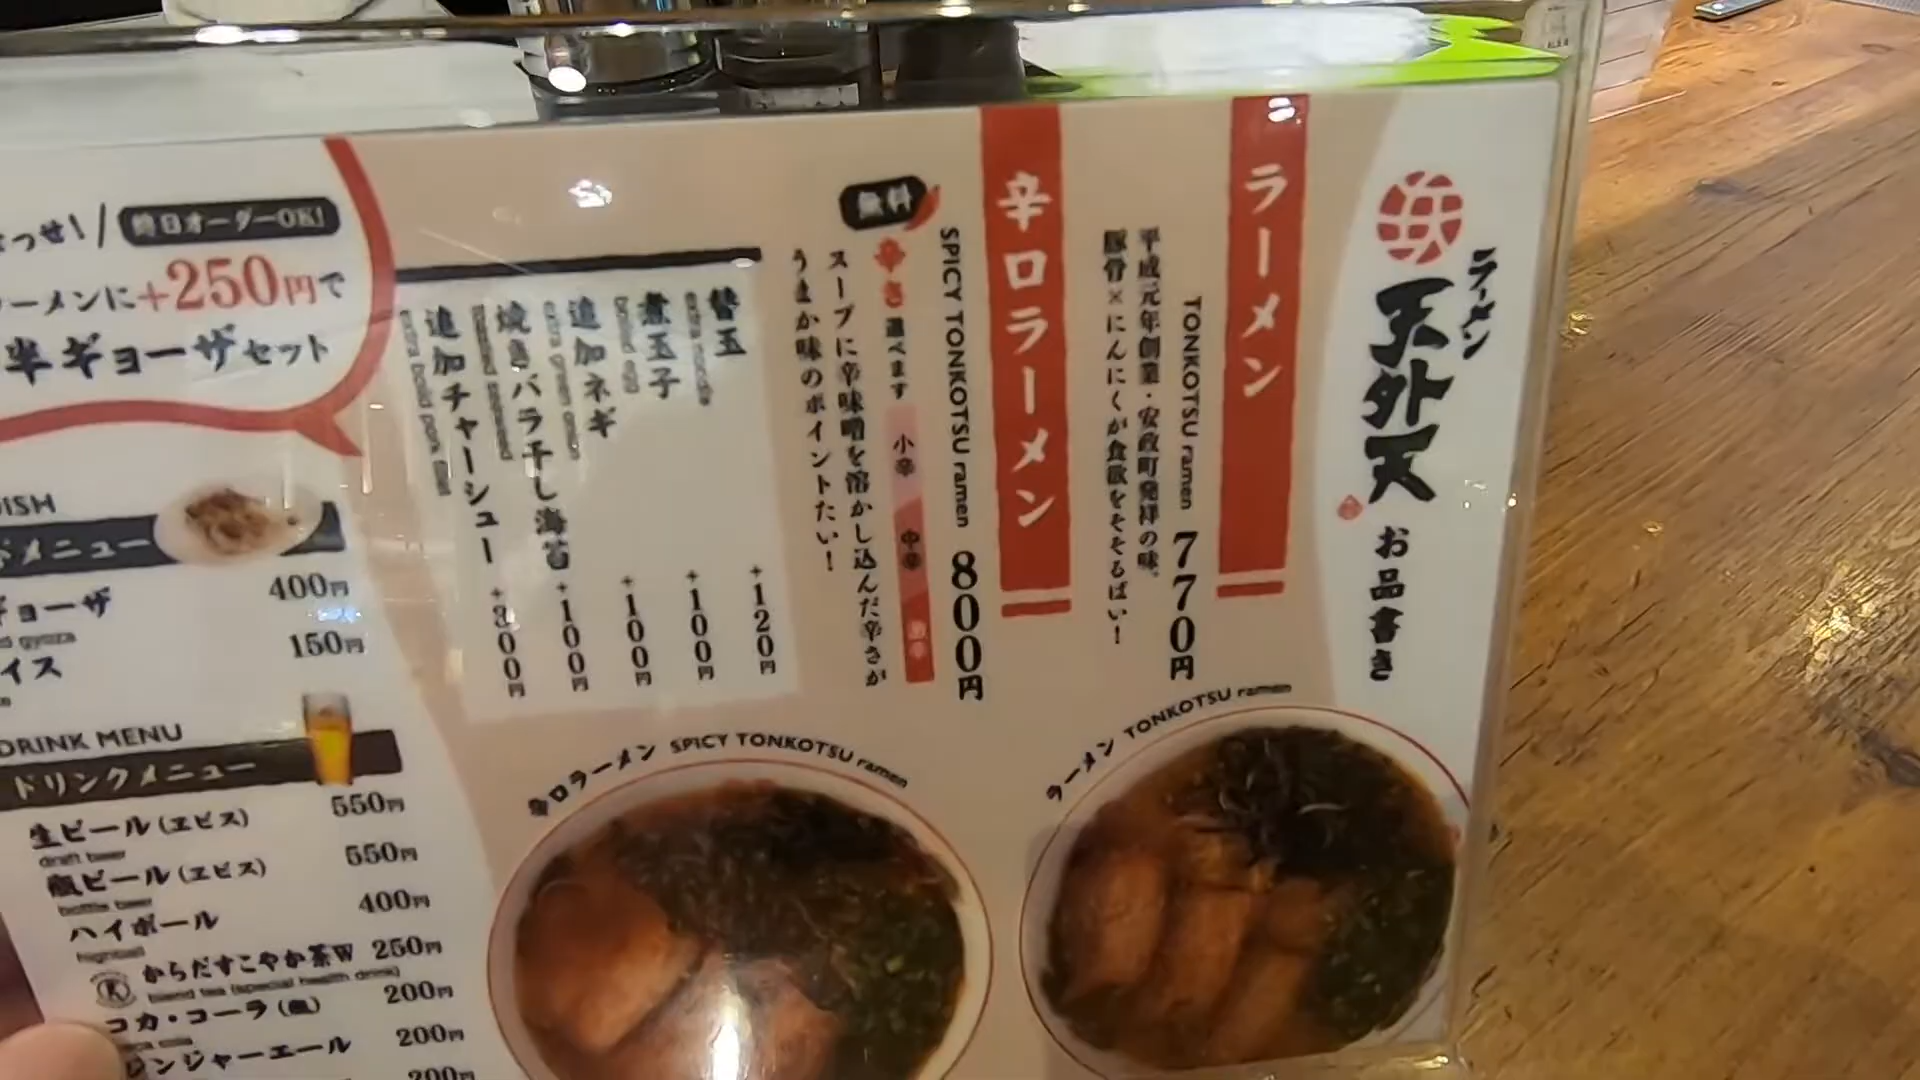 ラーメン
天外天
お品書き
ラーメン
TONKOTSU ramen 770円
平成元年創業・安政町発祥の味、
豚骨×にんにくが食欲をそそるばい！
辛口ラーメン
SPICY TONKOTSU ramen 800円
無料
辛さ選べます
小辛 中辛 激辛
スープに辛味噌を溶かし込んだ辛さが
うまか味のポイントたい！
替玉 +120円
extra noodle
煮玉子 +100円
boiled egg
追加ネギ +100円
extra green onion
焼きバラ干し海苔 +100円
追加チャーシュー +300円
ラーメン TONKOTSU ramen
辛口ラーメン SPICY TONKOTSU ramen
終日オーダーOK!
ーメンに+250円で
半ギョーザセット
DISH
メニュー
ギョーザ 400円
gyoza
イス 150円
DRINK MENU
ドリンクメニュー
生ビール(エビス) 550円
draft beer
瓶ビール(エビス) 550円
bottle beer
ハイボール 400円
highball
からだすこやか茶W 250円
blend tea (special health drink)
コカ・コーラ(瓶) 200円
ジンジャーエール 200円
200円